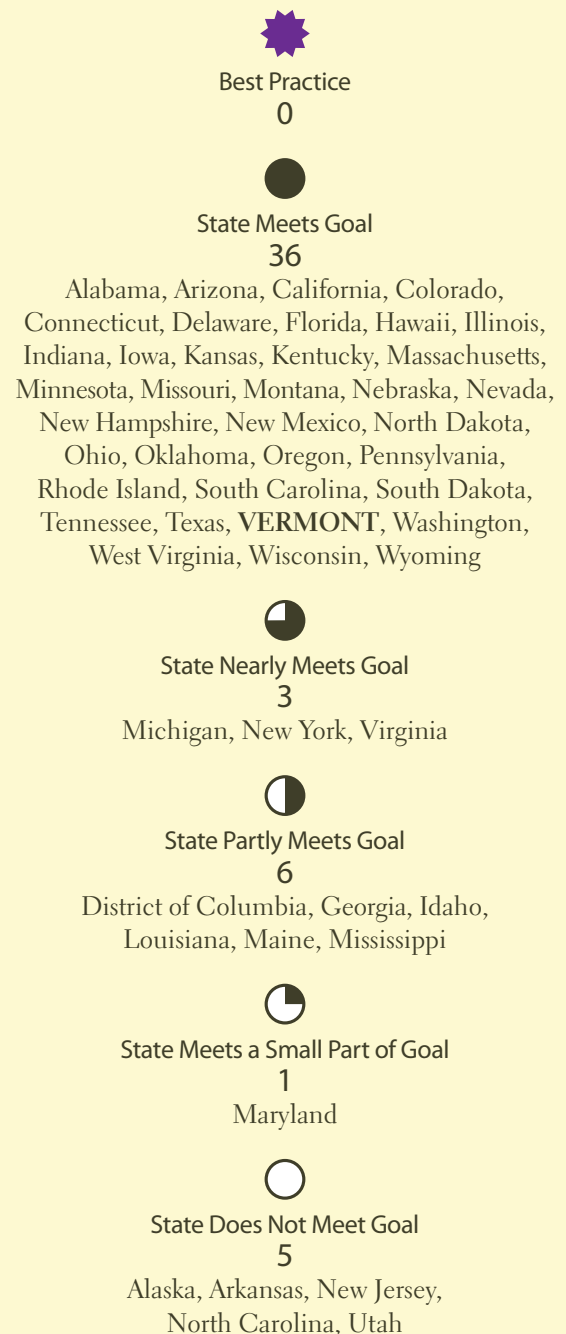 Best Practice
0
State Meets Goal
36
Alabama, Arizona, California, Colorado,
Connecticut, Delaware, Florida, Hawaii, Illinois,
Indiana, Iowa, Kansas, Kentucky, Massachusetts,
Minnesota, Missouri, Montana, Nebraska, Nevada,
New Hampshire, New Mexico, North Dakota,
Ohio, Oklahoma, Oregon, Pennsylvania,
Rhode Island, South Carolina, South Dakota,
Tennessee, Texas, VERMONT, Washington,
West Virginia, Wisconsin, Wyoming
State Nearly Meets Goal
3
Michigan, New York, Virginia
State Partly Meets Goal
6
District of Columbia, Georgia, Idaho,
Louisiana, Maine, Mississippi
State Meets a Small Part of Goal
1
Maryland
State Does Not Meet Goal
5
Alaska, Arkansas, New Jersey,
North Carolina, Utah